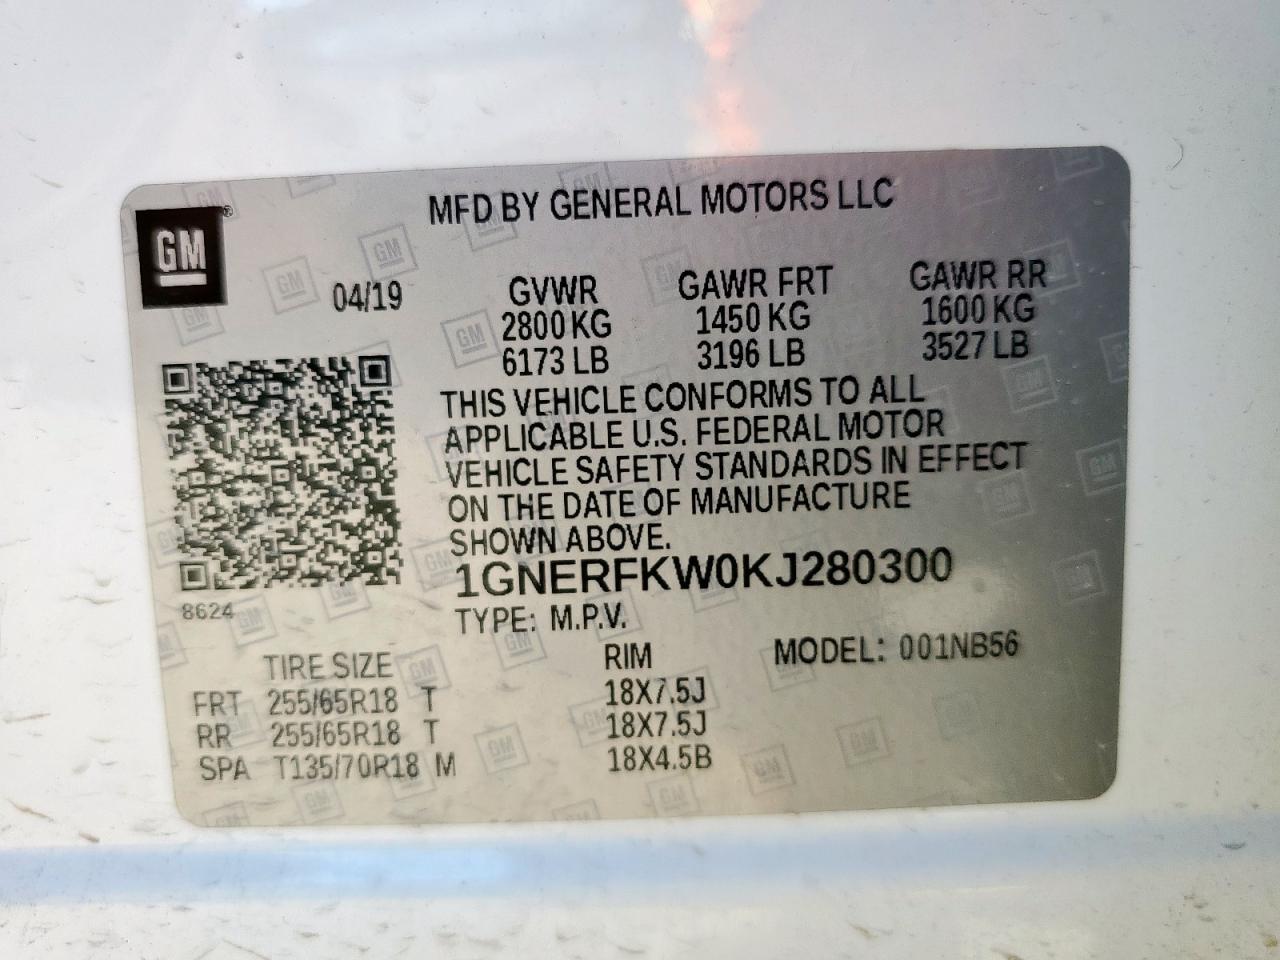 MFD BY GENERAL MOTORS LLC
GM®
04/19
GVWR GAWR FRT GAWR RR
2800 KG 1450 KG 1600 KG
6173 LB 3196 LB 3527 LB
THIS VEHICLE CONFORMS TO ALL
APPLICABLE U.S. FEDERAL MOTOR
VEHICLE SAFETY STANDARDS IN EFFECT
ON THE DATE OF MANUFACTURE
SHOWN ABOVE.
1GNERFKW0KJ280300
8624
TYPE: M.P.V.
MODEL: 001NB56
TIRE SIZE RIM
FRT 255/65R18 T 18X7.5J
RR 255/65R18 T 18X7.5J
SPA T135/70R18 M 18X4.5B